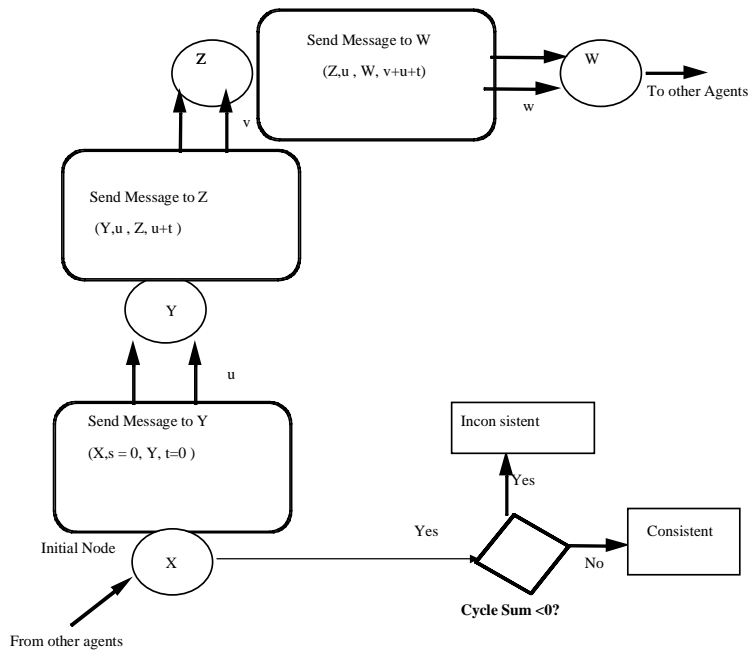 Z
Send Message to W
(Z,u , W, v+u+t)
W
To other Agents
w
v
Send Message to Z
(Y,u , Z, u+t )
Y
u
Send Message to Y
(X,s = 0, Y, t=0 )
Incon sistent
Yes
Yes
Consistent
Initial Node
X
No
Cycle Sum <0?
From other agents